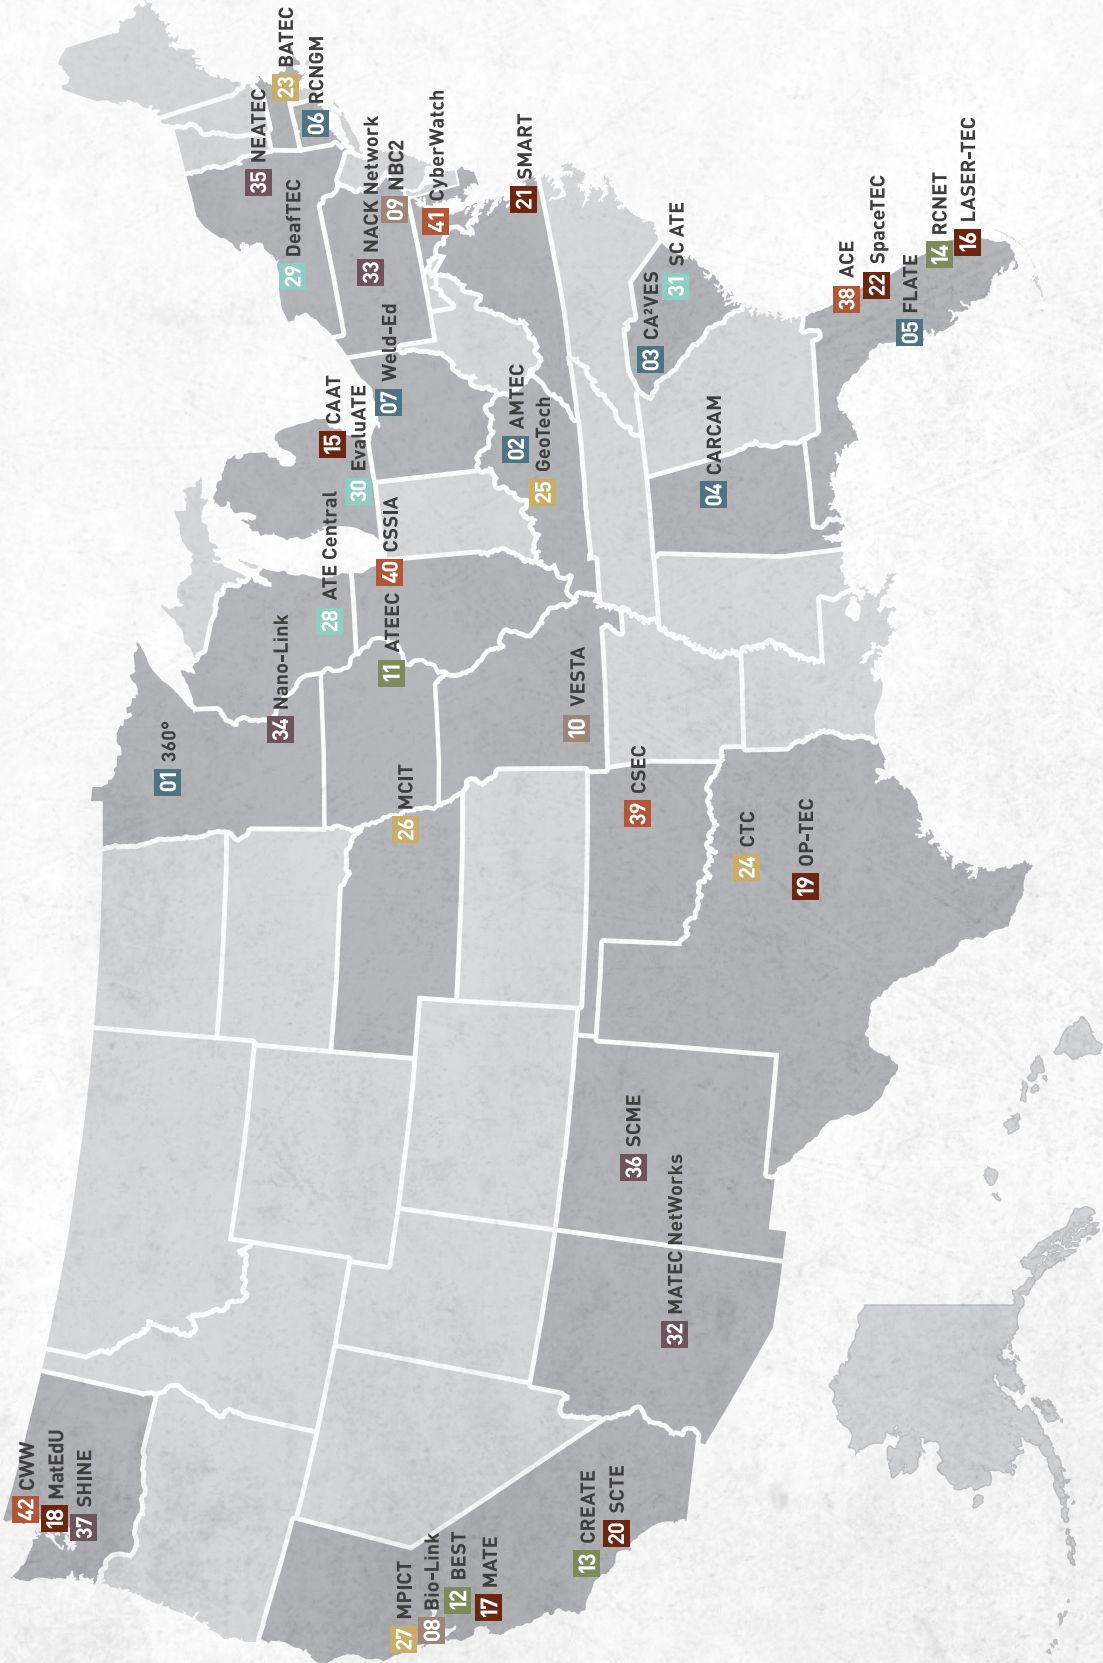 42 CWW
18 MatEdU
37 SHINE
27 MPICT
08 Bio-Link
12 BEST
17 MATE
13 CREATE
20 SCTE
32 MATEC NetWorks
36 SCME
01 360°
34 Nano-Link
26 MCIT
11 ATEEC
28 ATE Central
40 CSSIA
10 VESTA
39 CSEC
24 CTC
19 OP-TEC
15 CAAT
30 EvaluATE
07 Weld-Ed
02 AMTEC
25 GeoTech
04 CARCAM
03 CA²VES
31 SC ATE
35 NEATEC
23 BATEC
06 RCNGM
29 DeafTEC
33 NACK Network
09 NBC2
41 CyberWatch
21 SMART
38 ACE
22 SpaceTEC
05 FLATE
14 RCNET
16 LASER-TEC